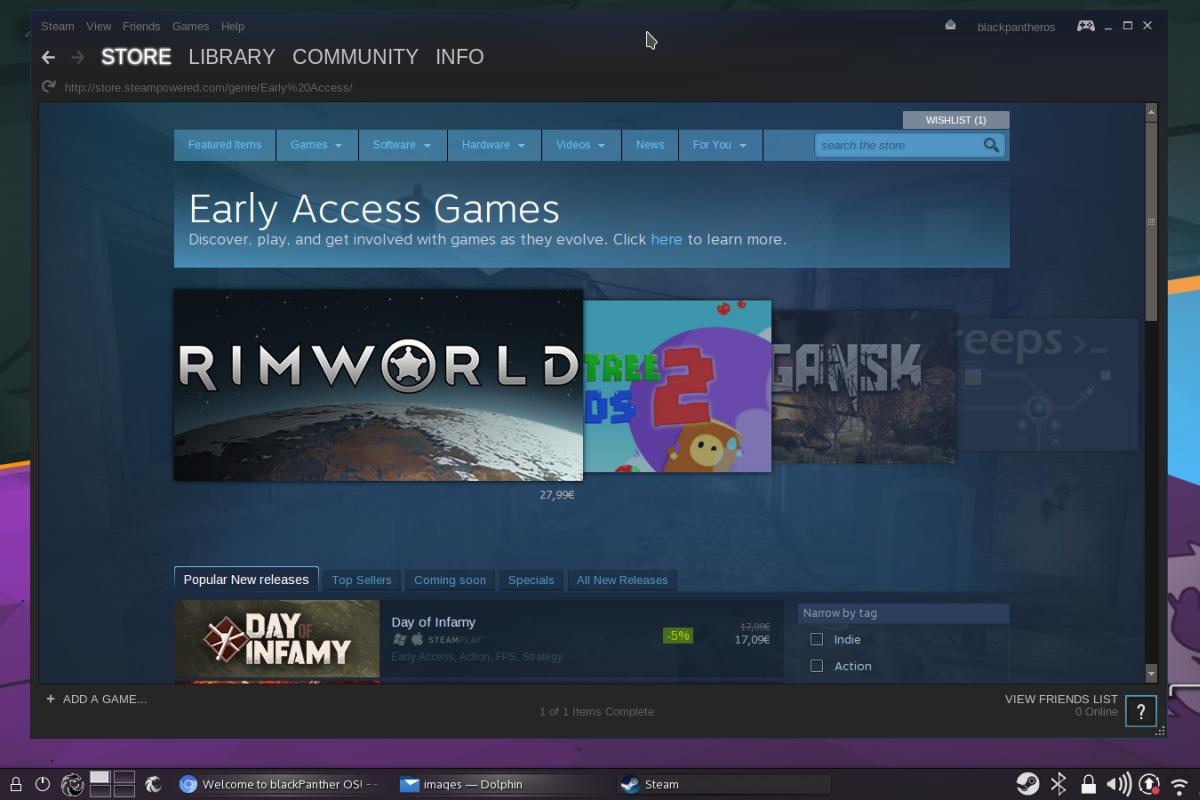 Steam View Friends Games Help
blackpantheros
STORE LIBRARY COMMUNITY INFO
http://store.steampowered.com/genre/Early%20Access/
WISHLIST (1)
Featured Items Games Software Hardware Videos News For You
search the store
Early Access Games
Discover, play, and get involved with games as they evolve. Click here to learn more.
RIMWORLD
TREE
2
GANSK
reeps >_
27,99€
Popular New releases Top Sellers Coming soon Specials All New Releases
DAY OF INFAMY
Day of Infamy
STEAMPLAY
Early Access, Action, FPS, Strategy
-5%
17,99€
17,09€
Narrow by tag
Indie
Action
+ ADD A GAME...
1 of 1 Items Complete
VIEW FRIENDS LIST
0 Online
?
Welcome to blackPanther OS! --
images — Dolphin
Steam